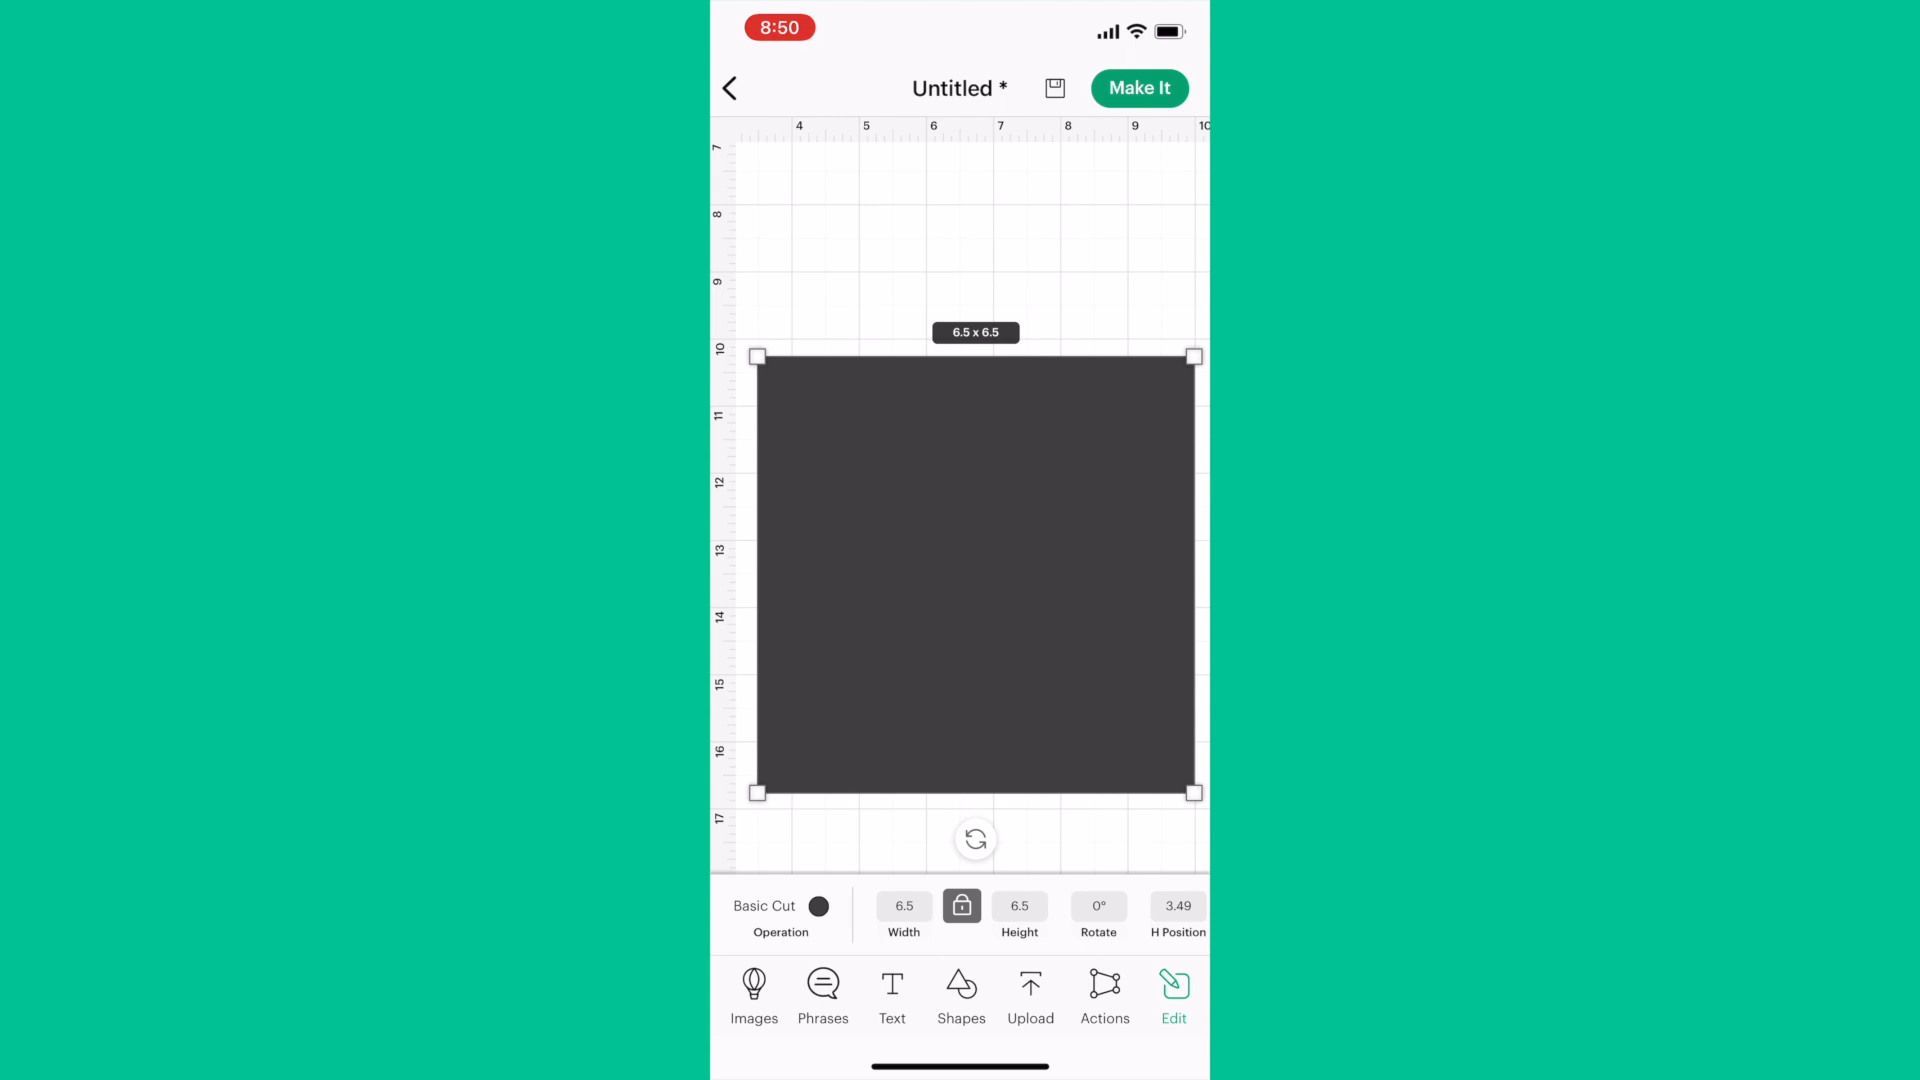 8:50
Untitled *
Make It
4 5 6 7 8 9 10
7
8
9
10
11
12
13
14
15
16
17
6.5 x 6.5
Basic Cut
Operation
6.5
Width
6.5
Height
0°
Rotate
3.49
H Position
Images
Phrases
Text
Shapes
Upload
Actions
Edit